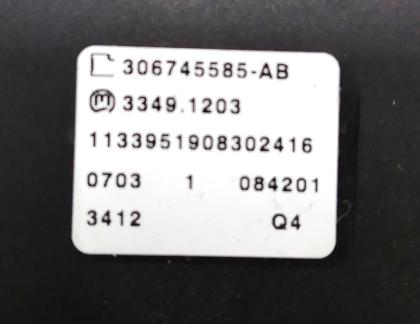 306745585-AB
M 3349.1203
1133951908302416
0703 1 084201
3412 Q4